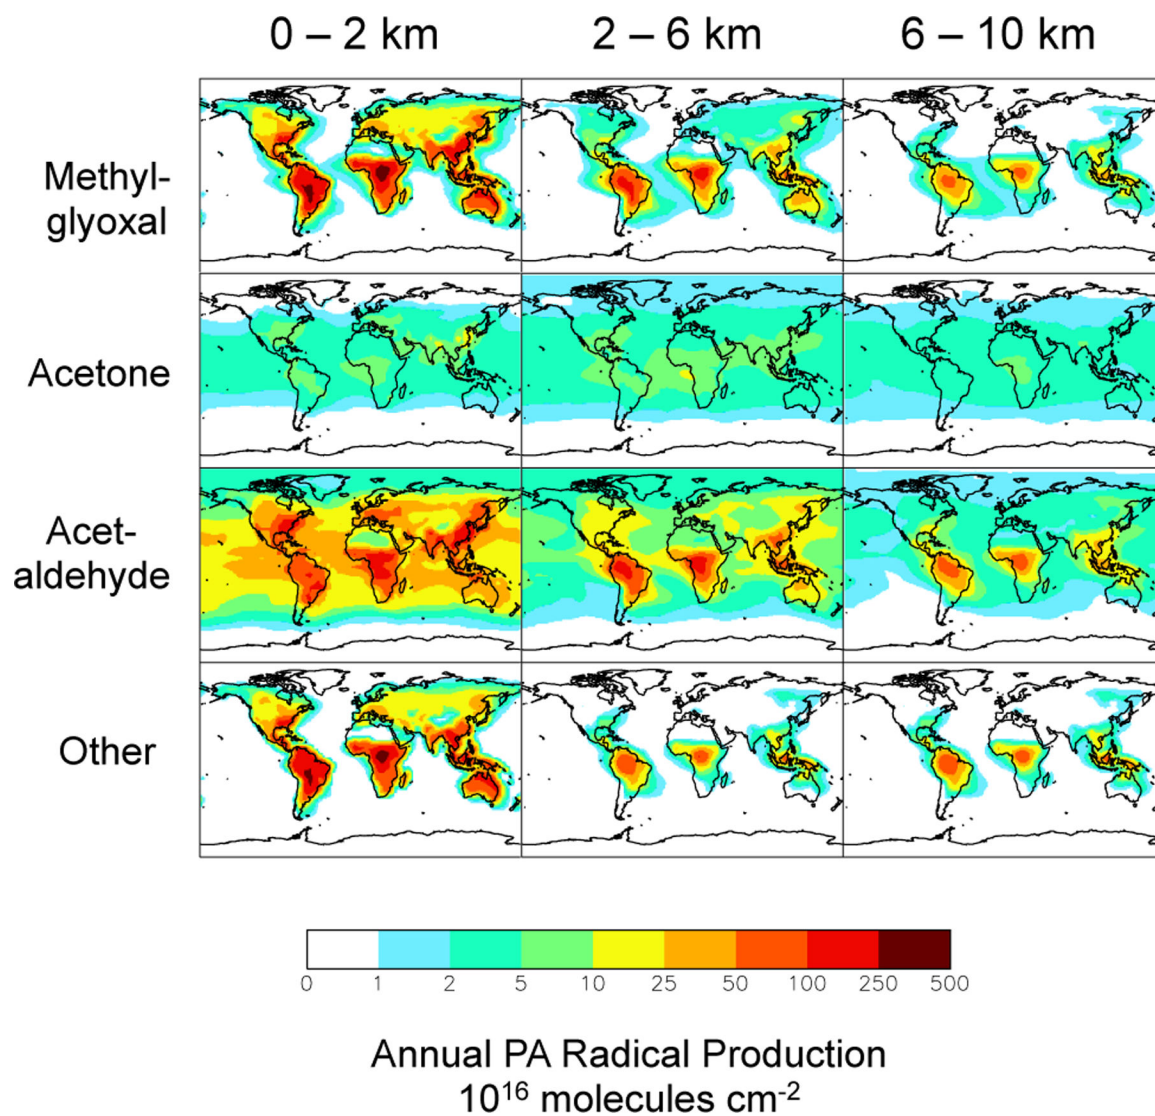 0 – 2 km 2 – 6 km 6 – 10 km
Methyl-
glyoxal
Acetone
Acet-
aldehyde
Other
0 1 2 5 10 25 50 100 250 500
Annual PA Radical Production
10¹⁶ molecules cm⁻²